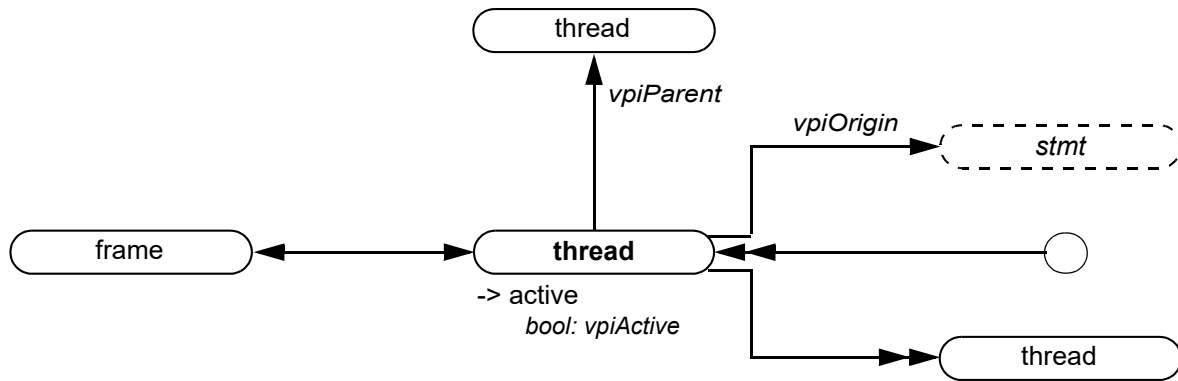 thread
vpiParent
vpiOrigin
stmt
frame
thread
-> active
bool: vpiActive
thread